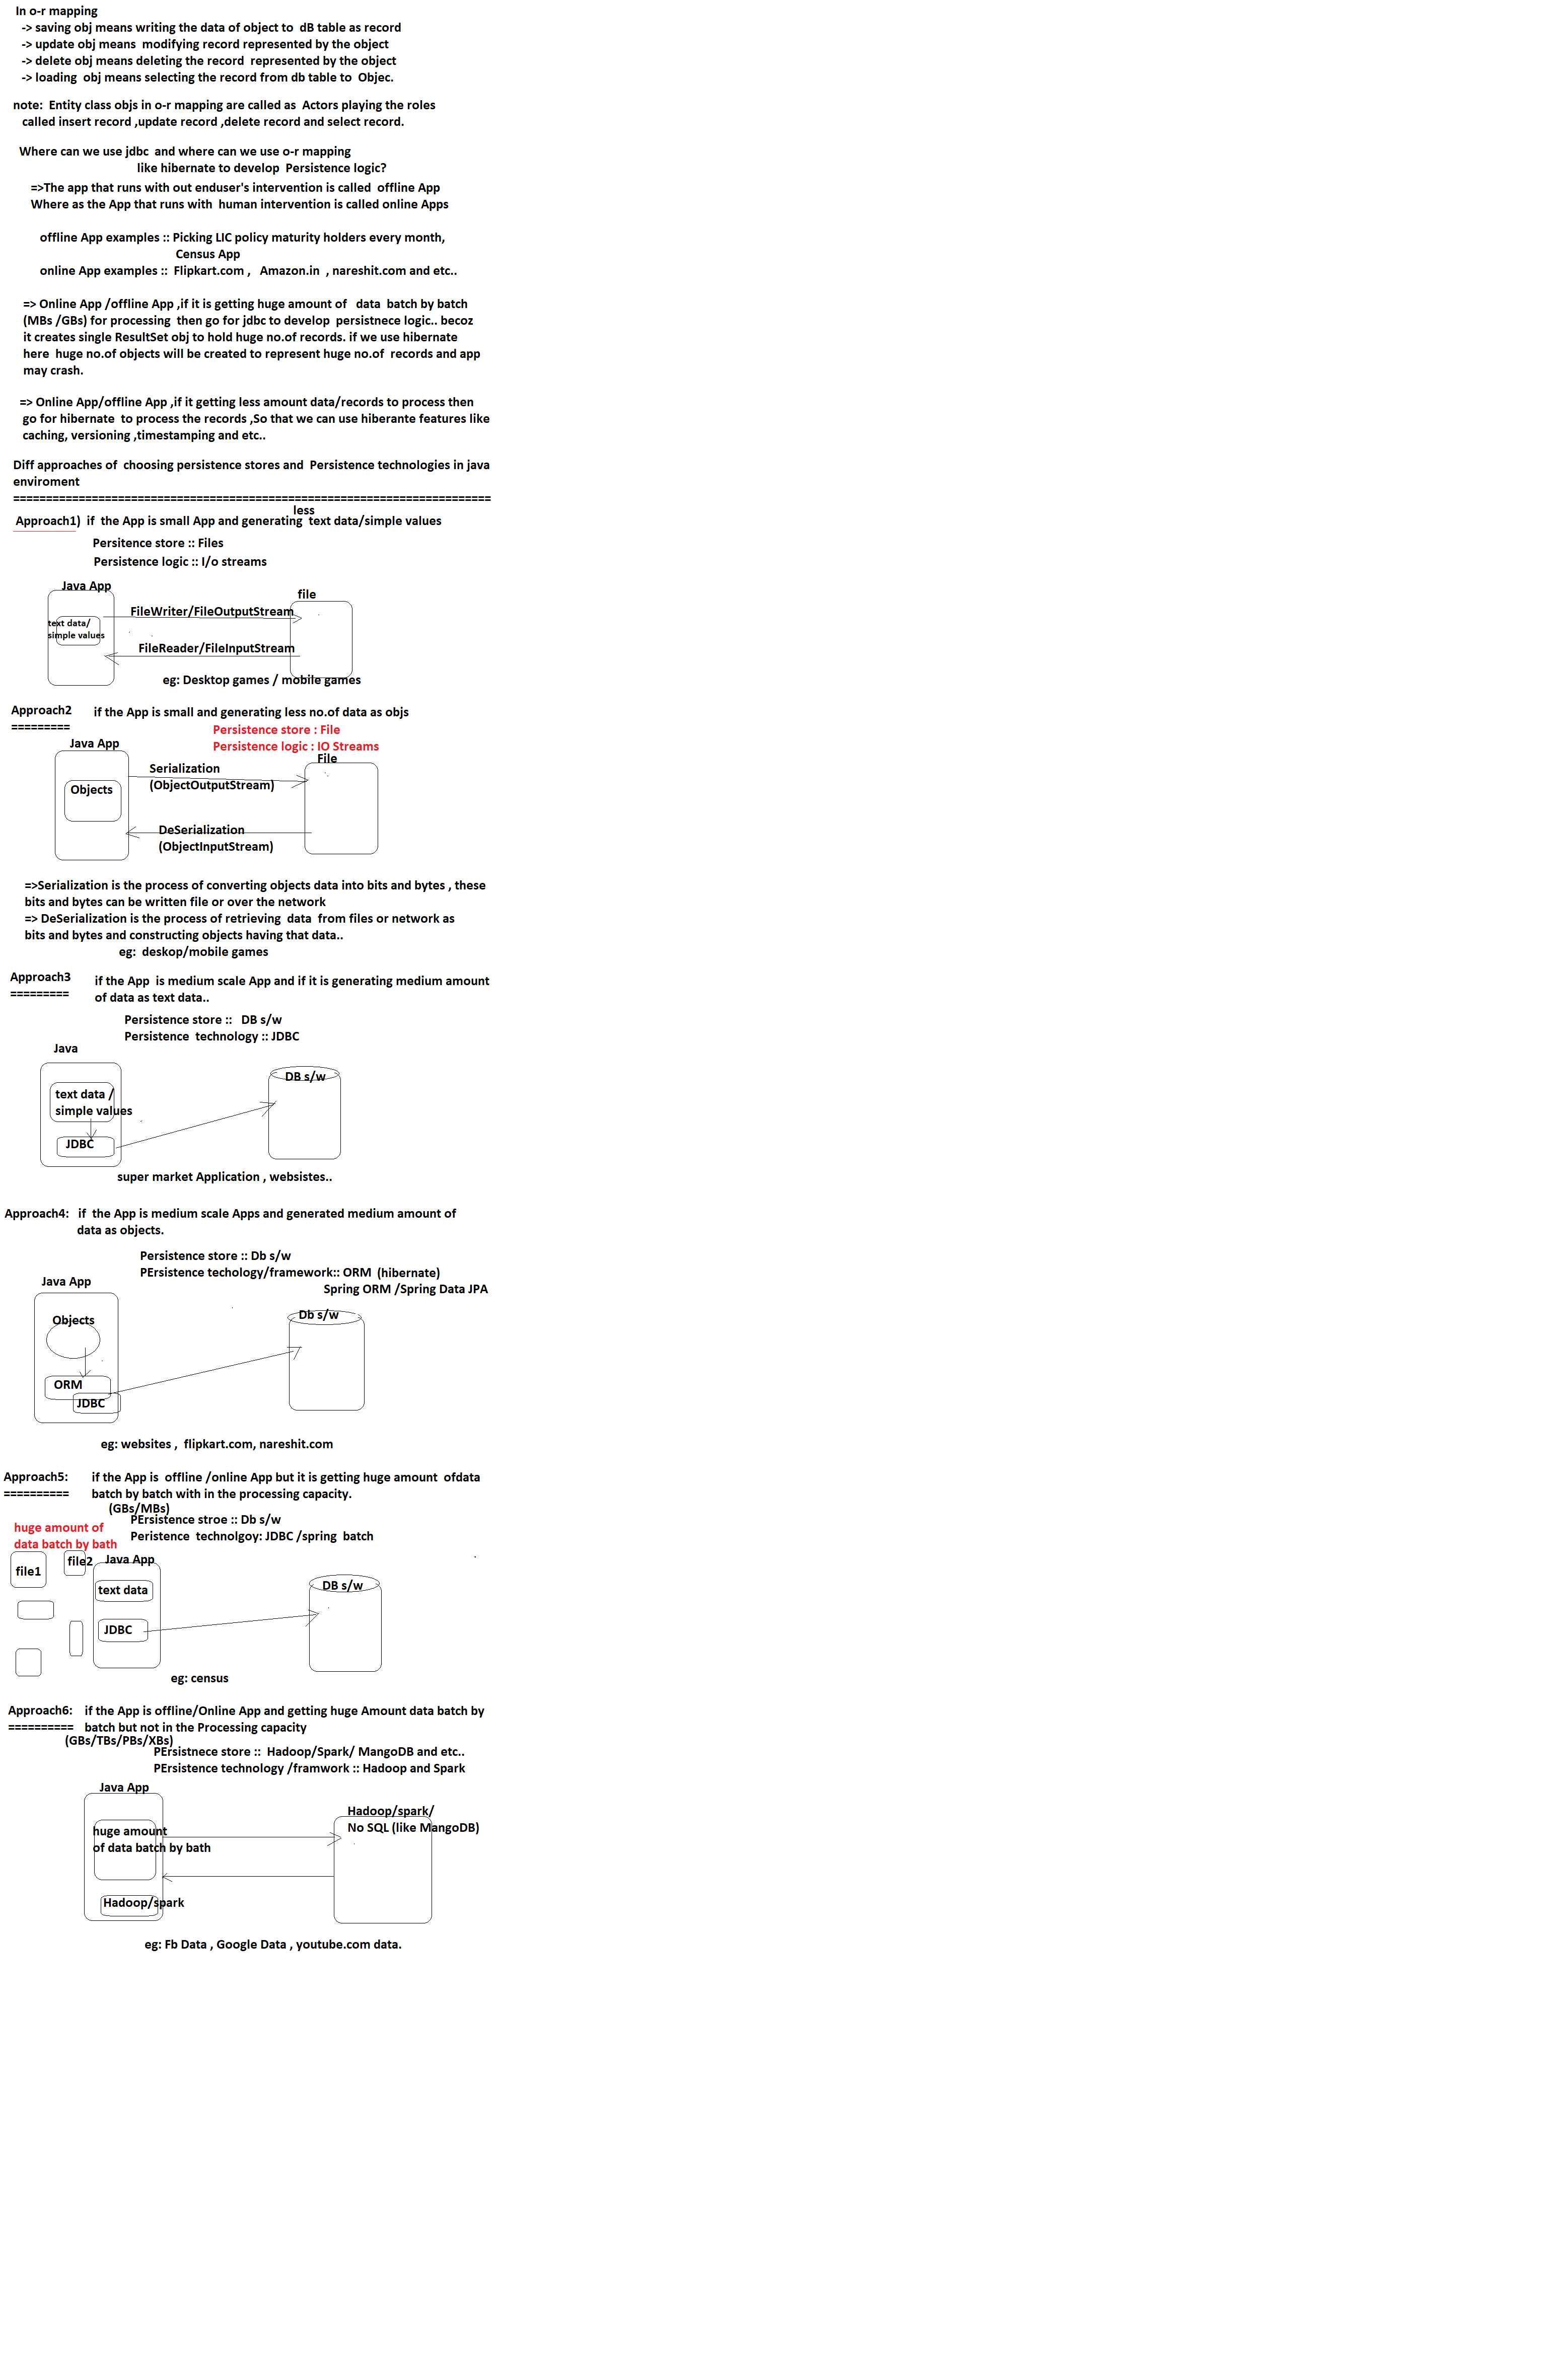 In o-r mapping
-> saving obj means writing the data of object to dB table as record
-> update obj means modifying record represented by the object
-> delete obj means deleting the record represented by the object
-> loading obj means selecting the record from db table to Objec.
note: Entity class objs in o-r mapping are called as Actors playing the roles
called insert record ,update record ,delete record and select record.
Where can we use jdbc and where can we use o-r mapping
like hibernate to develop Persistence logic?
=>The app that runs with out enduser's intervention is called offline App
Where as the App that runs with human intervention is called online Apps
offline App examples :: Picking LIC policy maturity holders every month,
Census App
online App examples :: Flipkart.com , Amazon.in , nareshit.com and etc..
=> Online App /offline App ,if it is getting huge amount of data batch by batch
(MBs /GBs) for processing then go for jdbc to develop persistnece logic.. becoz
it creates single ResultSet obj to hold huge no.of records. if we use hibernate
here huge no.of objects will be created to represent huge no.of records and app
may crash.
=> Online App/offline App ,if it getting less amount data/records to process then
go for hibernate to process the records ,So that we can use hiberante features like
caching, versioning ,timestamping and etc..
Diff approaches of choosing persistence stores and Persistence technologies in java
enviroment
=========================================================================
less
Approach1) if the App is small App and generating text data/simple values
Persitence store :: Files
Persistence logic :: I/o streams
Java App
file
FileWriter/FileOutputStream
text data/
simple values
FileReader/FileInputStream
eg: Desktop games / mobile games
Approach2 if the App is small and generating less no.of data as objs
=========
Persistence store : File
Persistence logic : IO Streams
Java App
File
Serialization
(ObjectOutputStream)
Objects
DeSerialization
(ObjectInputStream)
=>Serialization is the process of converting objects data into bits and bytes , these
bits and bytes can be written file or over the network
=> DeSerialization is the process of retrieving data from files or network as
bits and bytes and constructing objects having that data..
eg: deskop/mobile games
Approach3 if the App is medium scale App and if it is generating medium amount
========= of data as text data..
Persistence store :: DB s/w
Persistence technology :: JDBC
Java
DB s/w
text data /
simple values
JDBC
super market Application , websistes..
Approach4: if the App is medium scale Apps and generated medium amount of
data as objects.
Persistence store :: Db s/w
PErsistence techology/framework:: ORM (hibernate)
Spring ORM /Spring Data JPA
Java App
Objects
Db s/w
ORM
JDBC
eg: websites , flipkart.com, nareshit.com
Approach5: if the App is offline /online App but it is getting huge amount ofdata
========== batch by batch with in the processing capacity.
(GBs/MBs)
PErsistence stroe :: Db s/w
Peristence technolgoy: JDBC /spring batch
huge amount of
data batch by bath
file1
file2
Java App
text data
DB s/w
JDBC
eg: census
Approach6: if the App is offline/Online App and getting huge Amount data batch by
========== batch but not in the Processing capacity
(GBs/TBs/PBs/XBs)
PErsistnece store :: Hadoop/Spark/ MangoDB and etc..
PErsistence technology /framwork :: Hadoop and Spark
Java App
Hadoop/spark/
No SQL (like MangoDB)
huge amount
of data batch by bath
Hadoop/spark
eg: Fb Data , Google Data , youtube.com data.